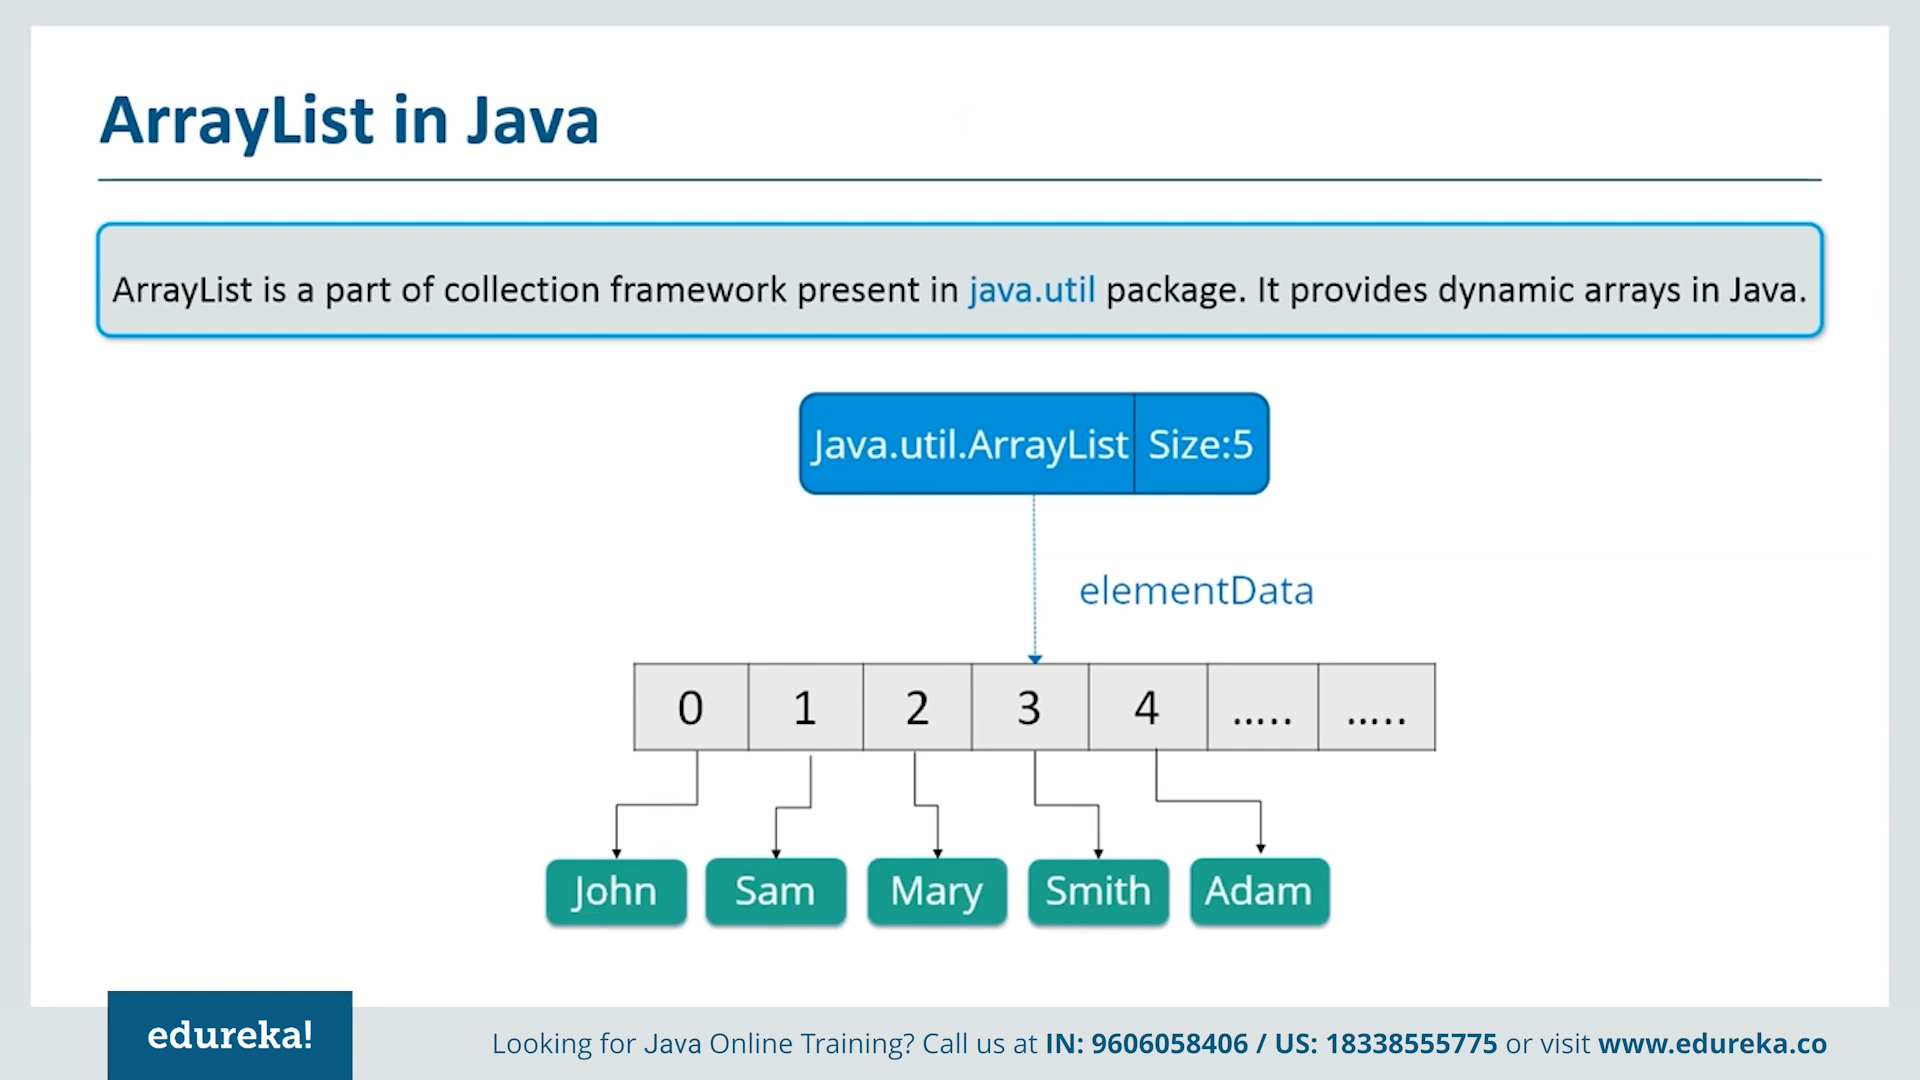 ArrayList in Java
ArrayList is a part of collection framework present in java.util package. It provides dynamic arrays in Java.
Java.util.ArrayList Size:5
elementData
0 1 2 3 4 ..... .....
John Sam Mary Smith Adam
edureka!
Looking for Java Online Training? Call us at IN: 9606058406 / US: 18338555775 or visit www.edureka.co